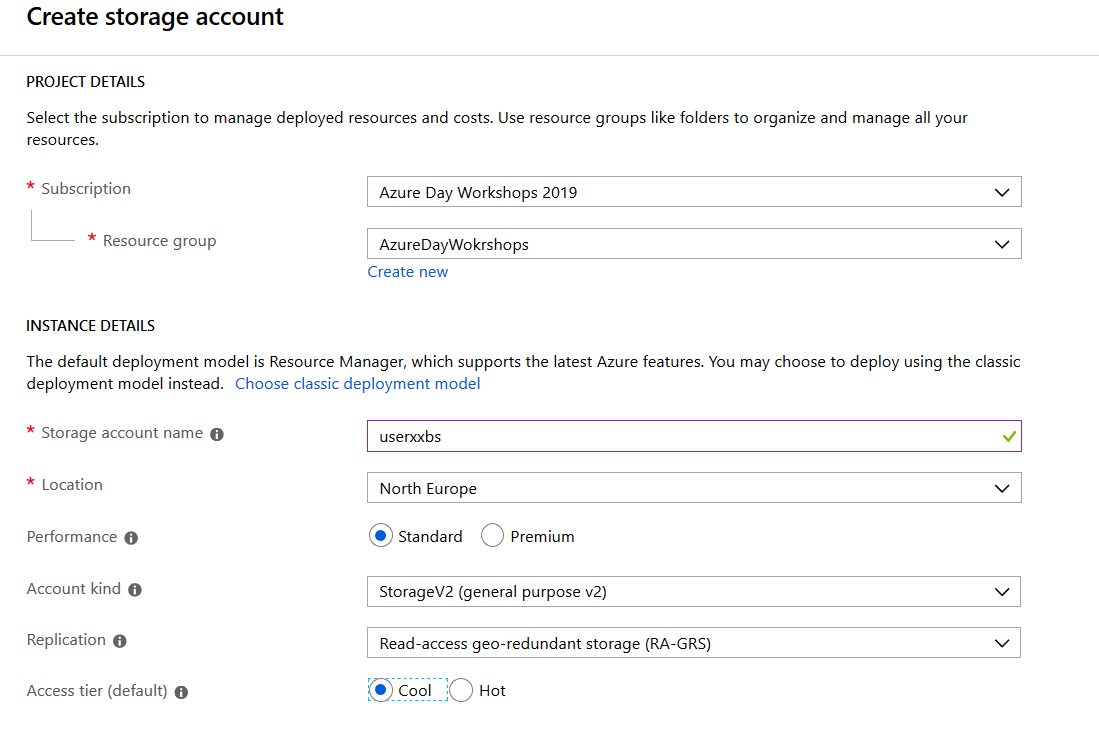 Create storage account
PROJECT DETAILS
Select the subscription to manage deployed resources and costs. Use resource groups like folders to organize and manage all your
resources.
* Subscription
Azure Day Workshops 2019
* Resource group
AzureDayWokrshops
Create new
INSTANCE DETAILS
The default deployment model is Resource Manager, which supports the latest Azure features. You may choose to deploy using the classic
deployment model instead. Choose classic deployment model
* Storage account name
userxxbs
* Location
North Europe
Performance
Standard Premium
Account kind
StorageV2 (general purpose v2)
Replication
Read-access geo-redundant storage (RA-GRS)
Access tier (default)
Cool Hot